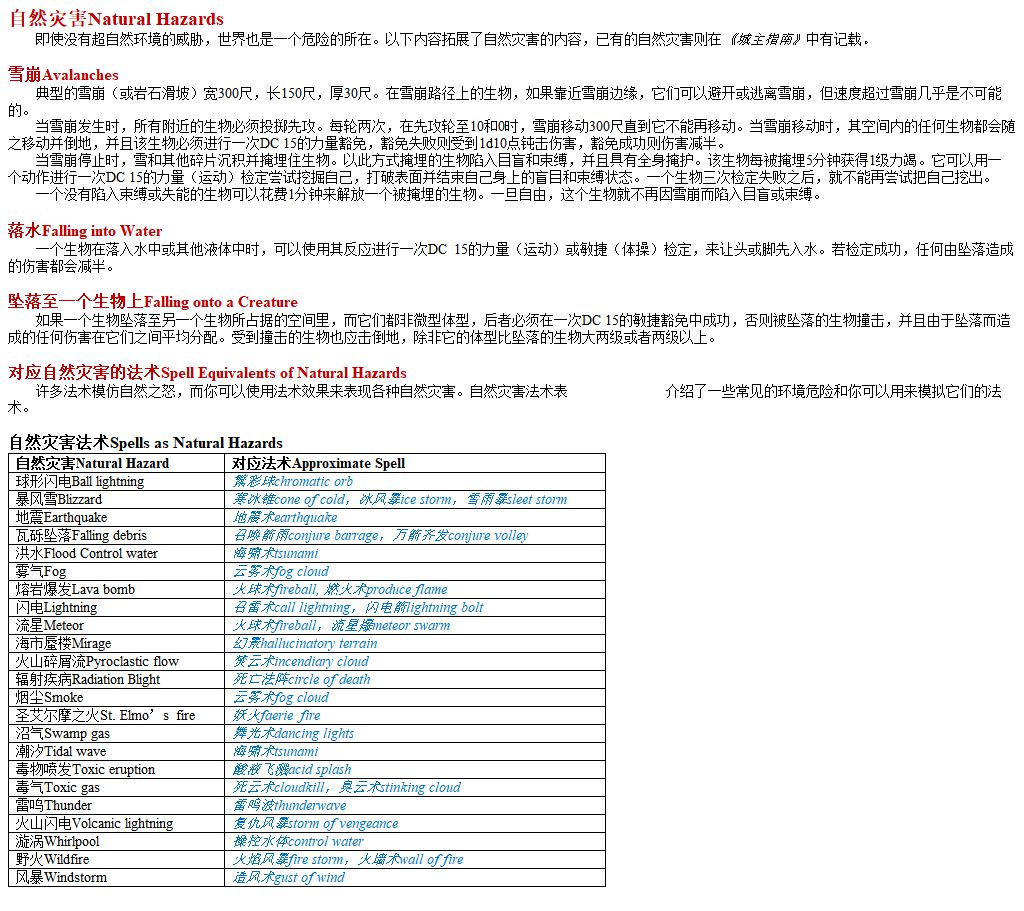 自然灾害Natural Hazards
即使没有超自然环境的威胁，世界也是一个危险的所在。以下内容拓展了自然灾害的内容，已有的自然灾害则在《城主指南》中有记载。
雪崩Avalanches
典型的雪崩（或岩石滑坡）宽300尺，长150尺，厚30尺。在雪崩路径上的生物，如果靠近雪崩边缘，它们可以避开或逃离雪崩，但速度超过雪崩几乎是不可能
的。
当雪崩发生时，所有附近的生物必须投掷先攻。每轮两次，在先攻轮至10和0时，雪崩移动300尺直到它不能再移动。当雪崩移动时，其空间内的任何生物都会随
之移动并倒地，并且该生物必须进行一次DC 15的力量豁免，豁免失败则受到1d10点钝击伤害，豁免成功则伤害减半。
当雪崩停止时，雪和其他碎片沉积并掩埋住生物。以此方式掩埋的生物陷入目盲和束缚，并且具有全身掩护。该生物每被掩埋5分钟获得1级力竭。它可以用一
个动作进行一次DC 15的力量（运动）检定尝试挖掘自己，打破表面并结束自己身上的盲目和束缚状态。一个生物三次检定失败之后，就不能再尝试把自己挖出。
一个没有陷入束缚或失能的生物可以花费1分钟来解放一个被掩埋的生物。一旦自由，这个生物就不再因雪崩而陷入目盲或束缚。
落水Falling into Water
一个生物在落入水中或其他液体中时，可以使用其反应进行一次DC 15的力量（运动）或敏捷（体操）检定，来让头或脚先入水。若检定成功，任何由坠落造成
的伤害都会减半。
坠落至一个生物上Falling onto a Creature
如果一个生物坠落至另一个生物所占据的空间里，而它们都非微型体型，后者必须在一次DC 15的敏捷豁免中成功，否则被坠落的生物撞击，并且由于坠落而造
成的任何伤害在它们之间平均分配。受到撞击的生物也应击倒地，除非它的体型比坠落的生物大两级或者两级以上。
对应自然灾害的法术Spell Equivalents of Natural Hazards
许多法术模仿自然之怒，而你可以使用法术效果来表现各种自然灾害。自然灾害法术表 介绍了一些常见的环境危险和你可以用来模拟它们的法
术。
自然灾害法术Spells as Natural Hazards
自然灾害Natural Hazard 对应法术Approximate Spell
球形闪电Ball lightning 繁彩球chromatic orb
暴风雪Blizzard 寒冰锥cone of cold，冰风暴ice storm，雪雨暴sleet storm
地震Earthquake 地震术earthquake
瓦砾坠落Falling debris 召唤箭雨conjure barrage，万箭齐发conjure volley
洪水Flood Control water 海啸术tsunami
雾气Fog 云雾术fog cloud
熔岩爆发Lava bomb 火球术fireball, 燃火术produce flame
闪电Lightning 召雷术call lightning，闪电箭lightning bolt
流星Meteor 火球术fireball，流星爆meteor swarm
海市蜃楼Mirage 幻景hallucinatory terrain
火山碎屑流Pyroclastic flow 焚云术incendiary cloud
辐射疾病Radiation Blight 死亡法阵circle of death
烟尘Smoke 云雾术fog cloud
圣艾尔摩之火St. Elmo’s fire 妖火faerie fire
沼气Swamp gas 舞光术dancing lights
潮汐Tidal wave 海啸术tsunami
毒物喷发Toxic eruption 酸液飞溅acid splash
毒气Toxic gas 死云术cloudkill，臭云术stinking cloud
雷鸣Thunder 雷鸣波thunderwave
火山闪电Volcanic lightning 复仇风暴storm of vengeance
漩涡Whirlpool 操控水体control water
野火Wildfire 火焰风暴fire storm，火墙术wall of fire
风暴Windstorm 造风术gust of wind